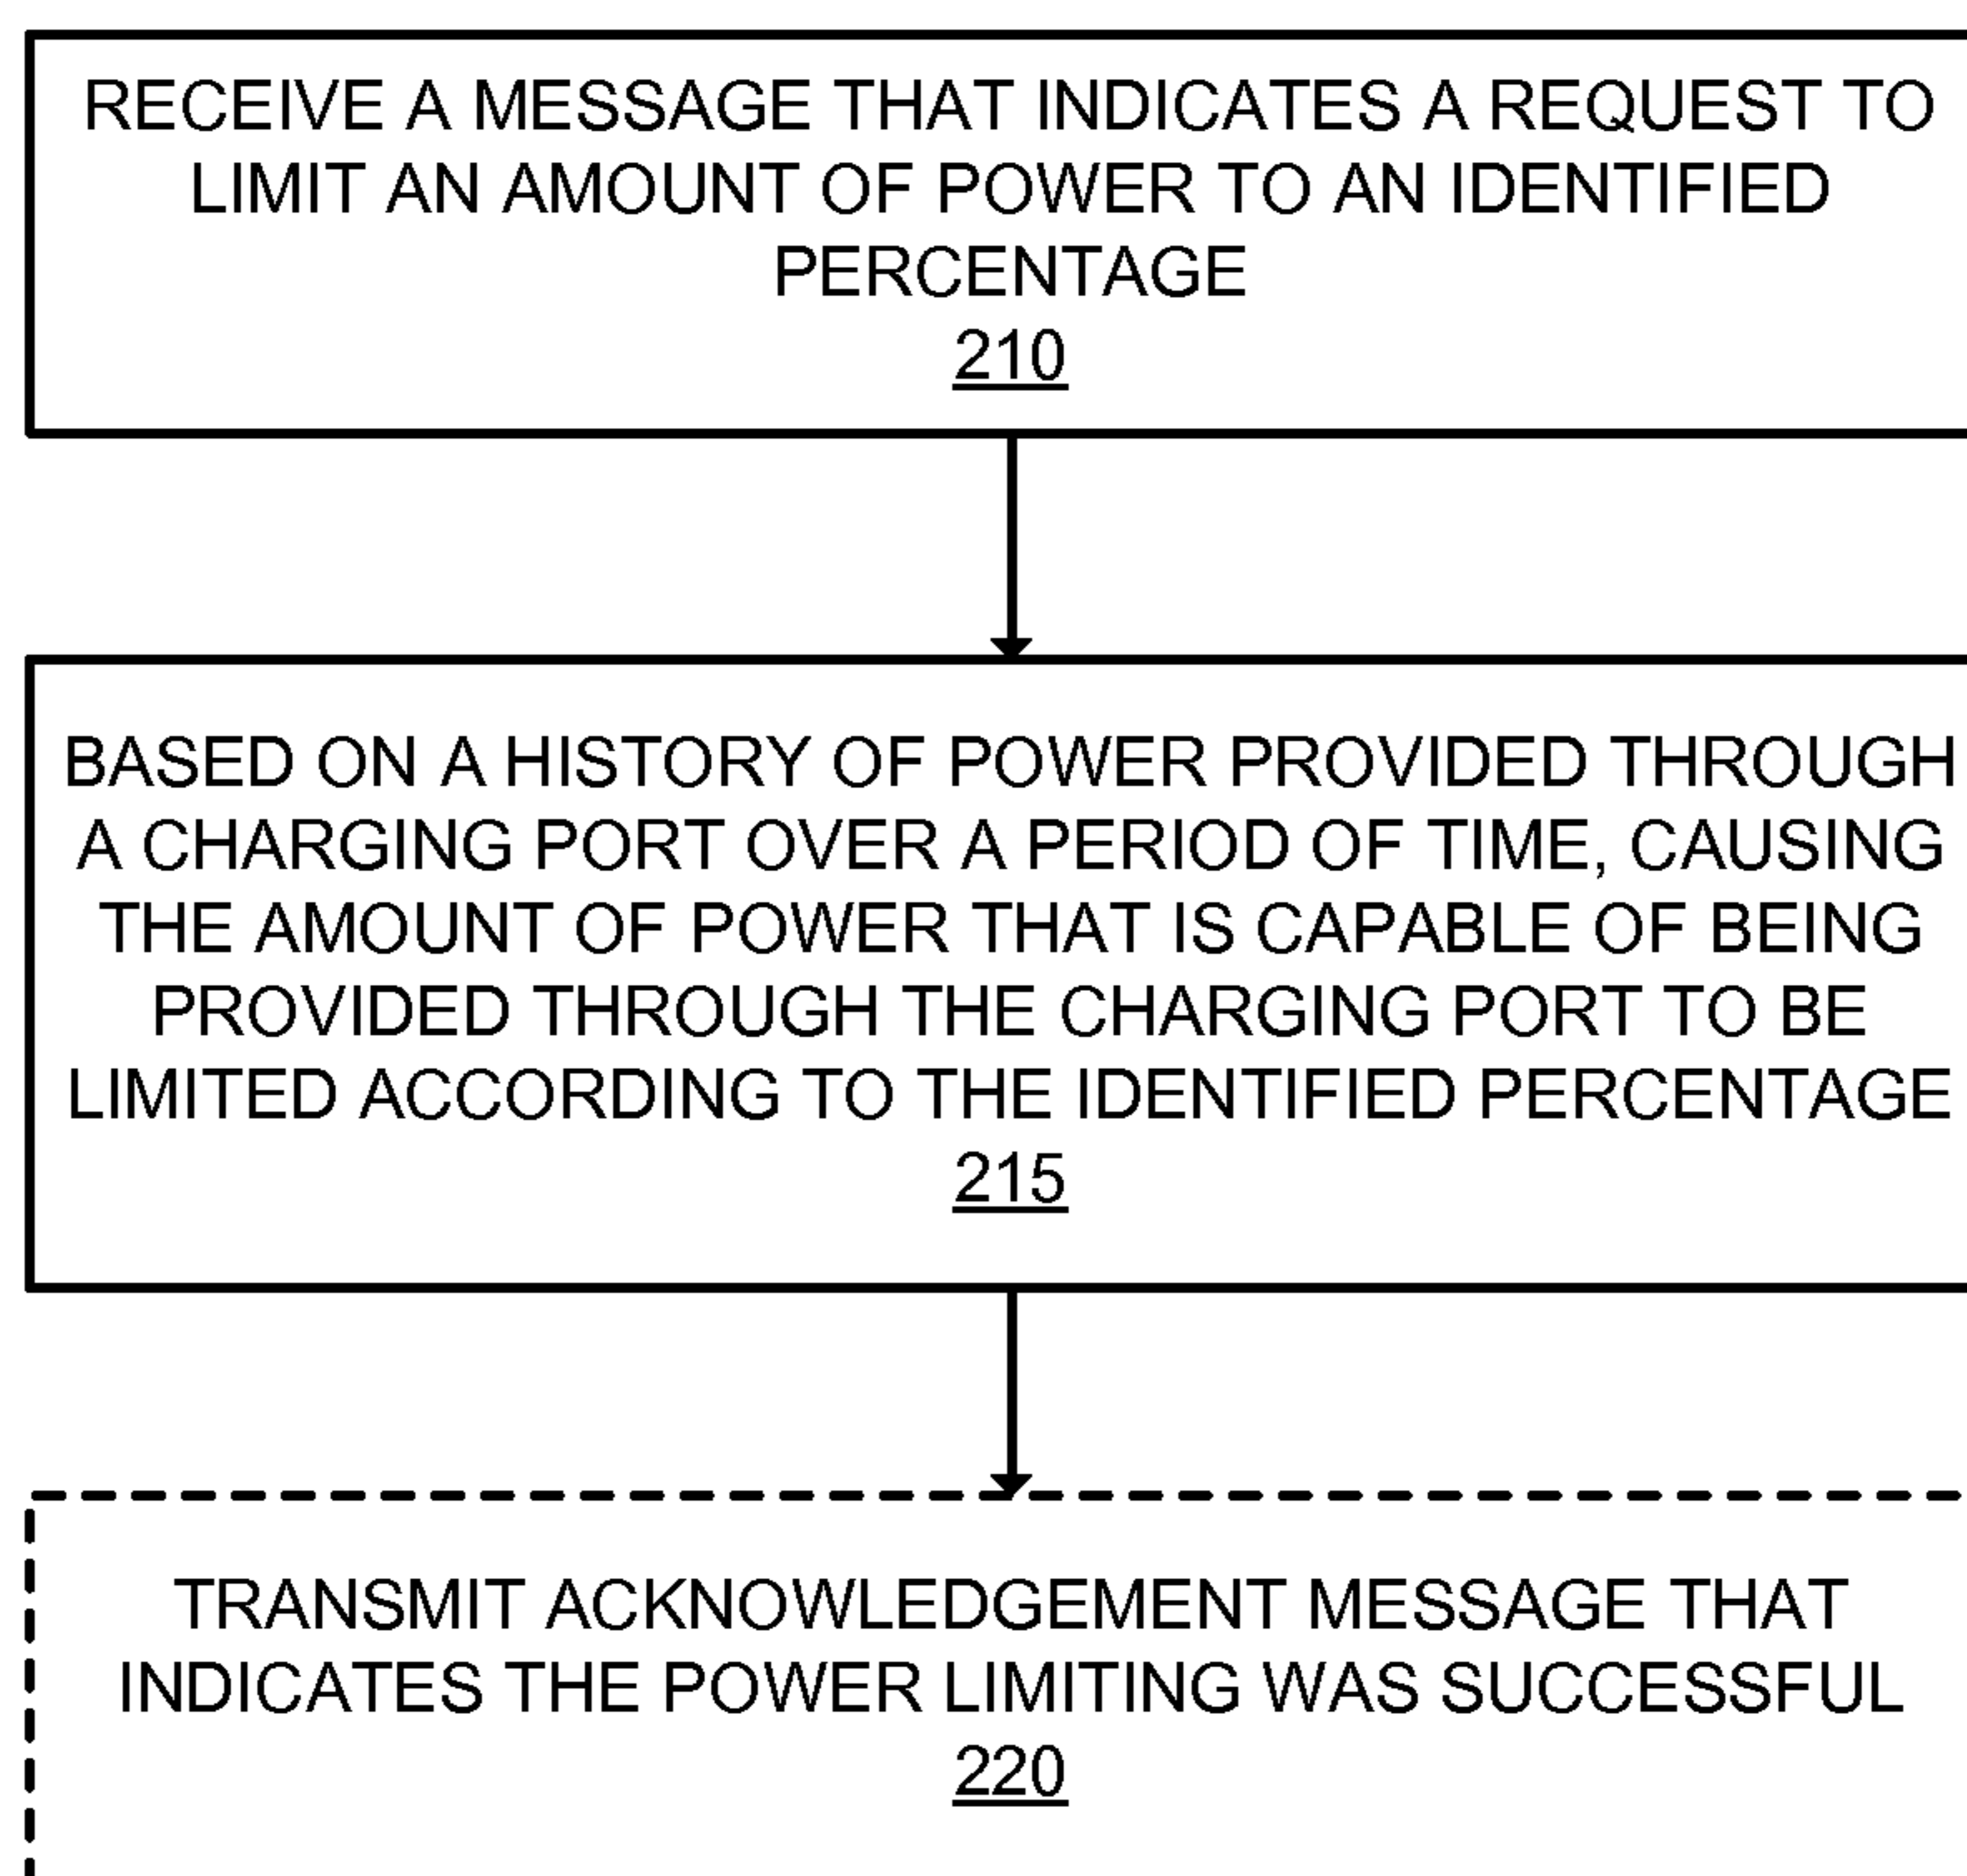 RECEIVE A MESSAGE THAT INDICATES A REQUEST TO
LIMIT AN AMOUNT OF POWER TO AN IDENTIFIED
PERCENTAGE
210
BASED ON A HISTORY OF POWER PROVIDED THROUGH
A CHARGING PORT OVER A PERIOD OF TIME, CAUSING
THE AMOUNT OF POWER THAT IS CAPABLE OF BEING
PROVIDED THROUGH THE CHARGING PORT TO BE
LIMITED ACCORDING TO THE IDENTIFIED PERCENTAGE
215
TRANSMIT ACKNOWLEDGEMENT MESSAGE THAT
INDICATES THE POWER LIMITING WAS SUCCESSFUL
220